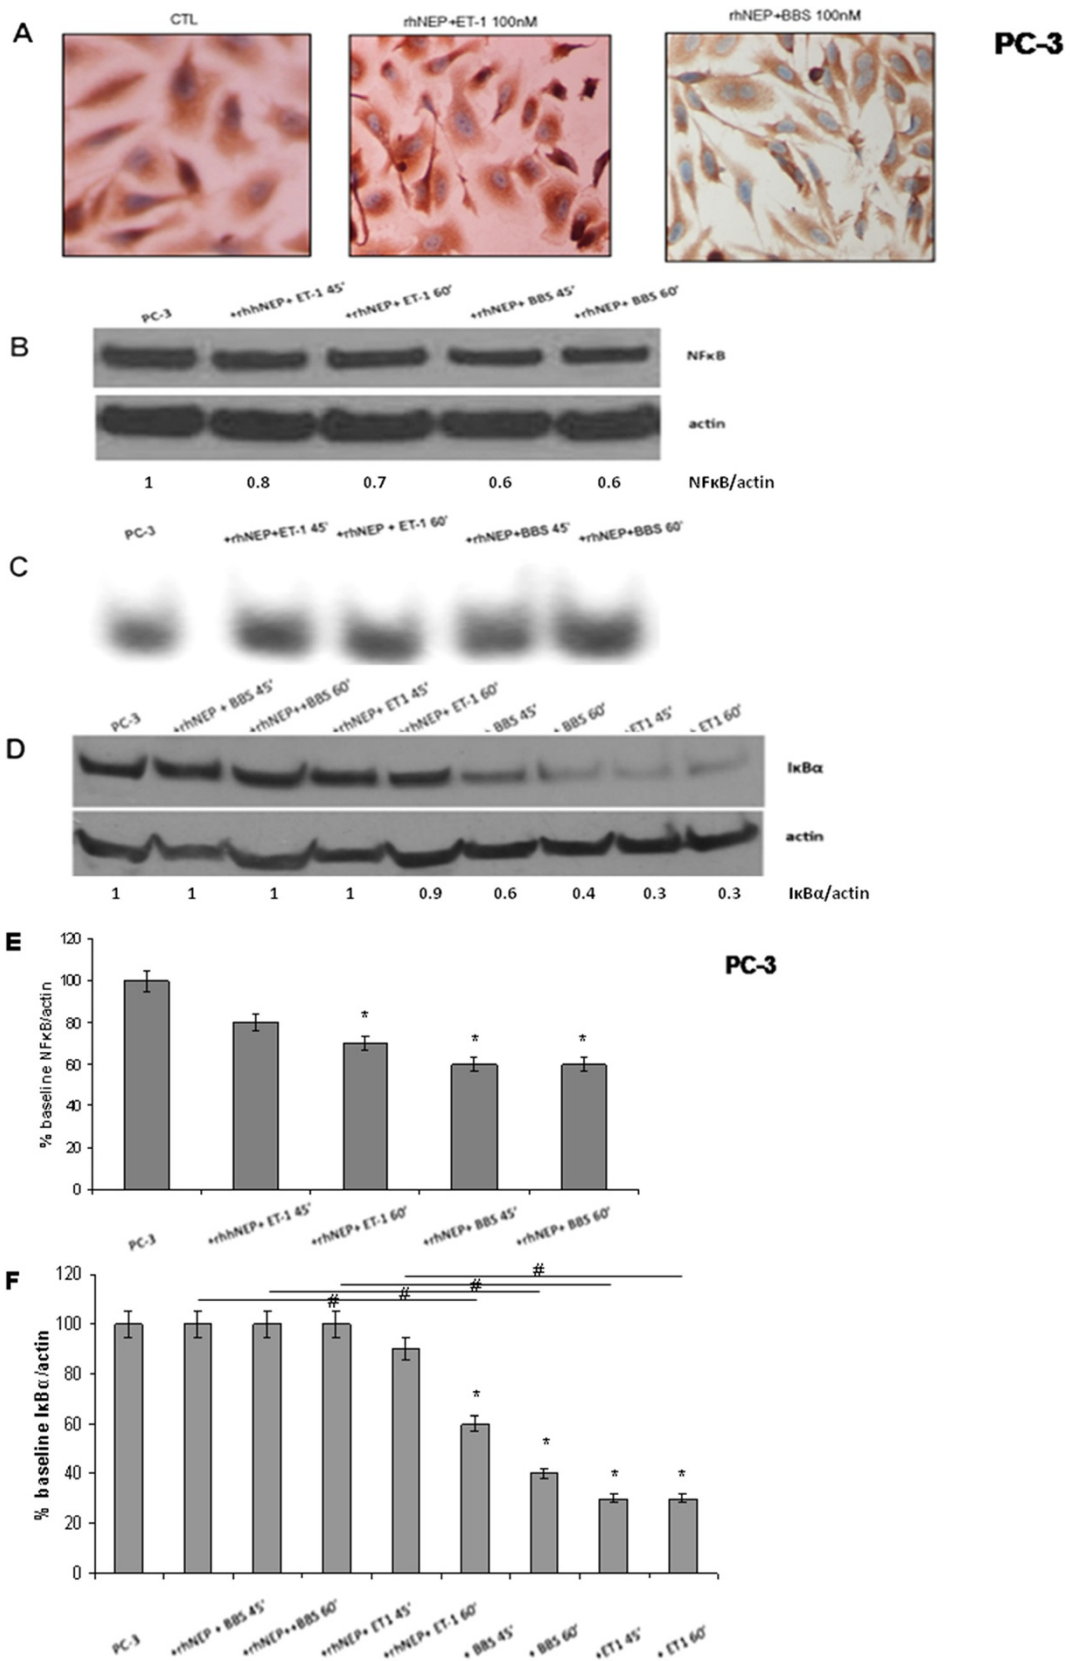 A
CTL
rhNEP+ET-1 100nM
rhNEP+BBS 100nM
PC-3
PC-3
+rhhNEP+ ET-1 45'
+rhNEP+ ET-1 60'
+rhNEP+ BBS 45'
+rhNEP+ BBS 60'
B
NFκB
actin
1 0.8 0.7 0.6 0.6 NFκB/actin
PC-3
+rhNEP+ET-1 45'
+rhNEP + ET-1 60'
+rhNEP+BBS 45'
+rhNEP+BBS 60'
C
PC-3
+rhNEP + BBS 45'
+rhNEP++BBS 60'
+rhNEP+ ET1 45'
+rhNEP+ ET-1 60'
+ BBS 45'
+ BBS 60'
+ET1 45'
+ ET1 60'
D
IκBα
actin
1 1 1 1 0.9 0.6 0.4 0.3 0.3 IκBα/actin
E
PC-3
% baseline NFκB/actin
120
100
80
60
40
20
0
*
*
*
PC-3
+rhhNEP+ ET-1 45'
+rhNEP+ ET-1 60'
+rhNEP+ BBS 45'
+rhNEP+ BBS 60'
F
% baseline IκBα/actin
120
100
80
60
40
20
0
#
#
#
#
*
*
*
*
PC-3
+rhNEP + BBS 45'
+rhNEP++BBS 60'
+rhNEP+ ET1 45'
+rhNEP+ ET-1 60'
+ BBS 45'
+ BBS 60'
+ET1 45'
+ ET1 60'